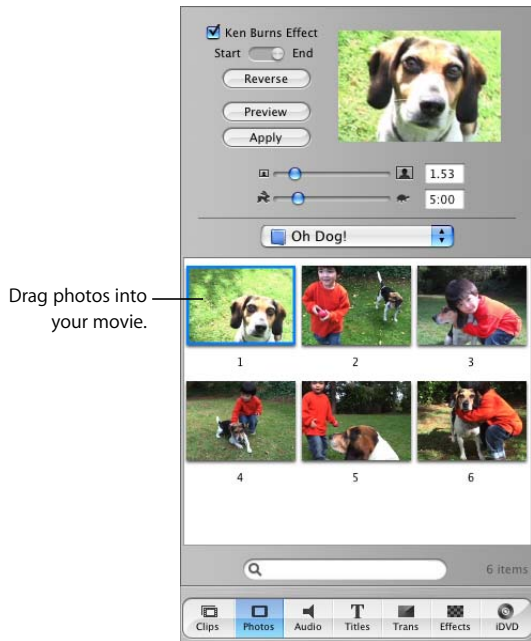 Ken Burns Effect
Start End
Reverse
Preview
Apply
1.53
5:00
Oh Dog!
Drag photos into
your movie.
1 2 3
4 5 6
6 items
Clips Photos Audio Titles Trans Effects iDVD